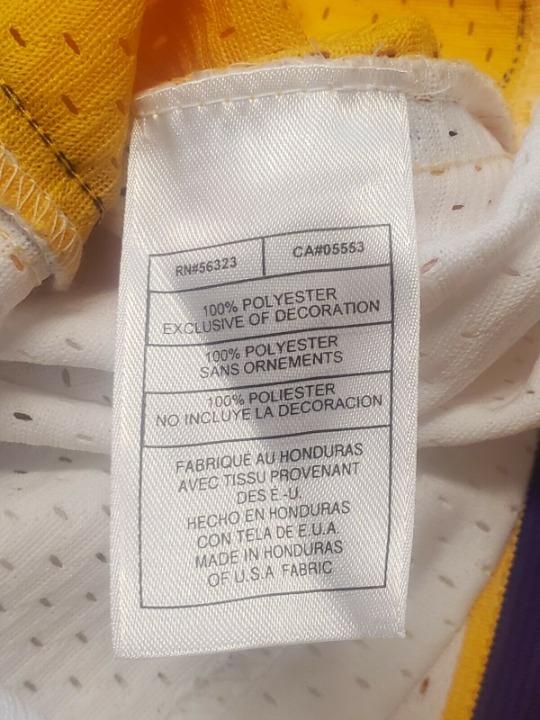 RN#56323
CA#05553
100% POLYESTER
EXCLUSIVE OF DECORATION
100% POLYESTER
SANS ORNEMENTS
100% POLIESTER
NO INCLUYE LA DECORACION
FABRIQUE AU HONDURAS
AVEC TISSU PROVENANT
DES E.-U.
HECHO EN HONDURAS
CON TELA DE E.U.A.
MADE IN HONDURAS
OF U.S.A FABRIC